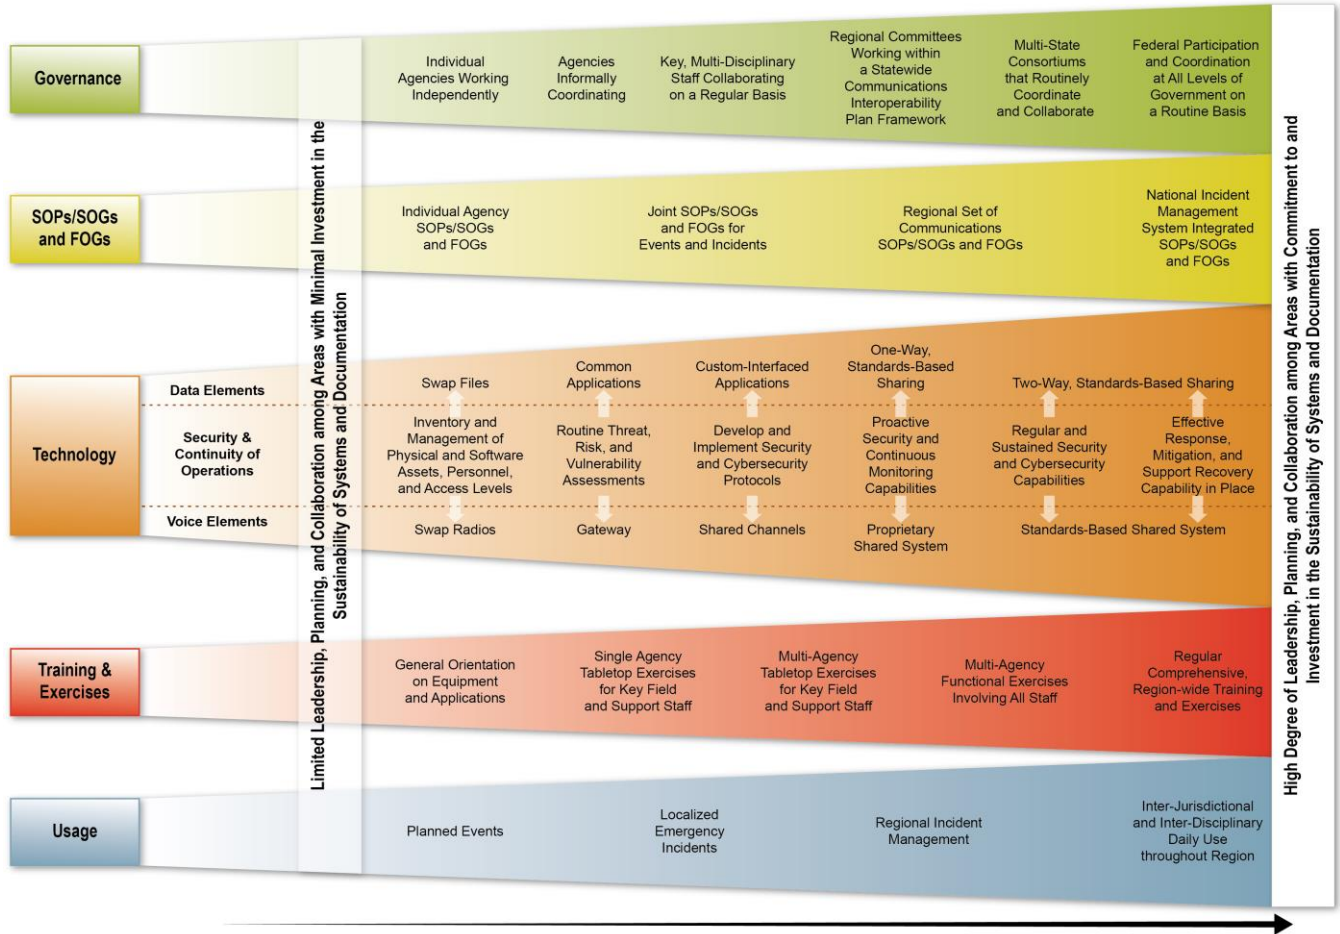 Governance
Individual
Agencies Working
Independently
Agencies
Informally
Coordinating
Key, Multi-Disciplinary
Staff Collaborating
on a Regular Basis
Regional Committees
Working within
a Statewide
Communications
Interoperability
Plan Framework
Multi-State
Consortiums
that Routinely
Coordinate
and Collaborate
Federal Participation
and Coordination
at All Levels of
Government on
a Routine Basis
Limited Leadership, Planning, and Collaboration among Areas with Minimal Investment in the
Sustainability of Systems and Documentation
SOPs/SOGs
and FOGs
Individual Agency
SOPs/SOGs
and FOGs
Joint SOPs/SOGs
and FOGs for
Events and Incidents
Regional Set of
Communications
SOPs/SOGs and FOGs
National Incident
Management
System Integrated
SOPs/SOGs
and FOGs
Technology
Data Elements
Swap Files
Common
Applications
Custom-Interfaced
Applications
One-Way,
Standards-Based
Sharing
Two-Way, Standards-Based Sharing
Security &
Continuity of
Operations
Inventory and
Management of
Physical and Software
Assets, Personnel,
and Access Levels
Routine Threat,
Risk, and
Vulnerability
Assessments
Develop and
Implement Security
and Cybersecurity
Protocols
Proactive
Security and
Continuous
Monitoring
Capabilities
Regular and
Sustained Security
and Cybersecurity
Capabilities
Effective
Response,
Mitigation, and
Support Recovery
Capability in Place
Voice Elements
Swap Radios
Gateway
Shared Channels
Proprietary
Shared System
Standards-Based Shared System
Training &
Exercises
General Orientation
on Equipment
and Applications
Single Agency
Tabletop Exercises
for Key Field
and Support Staff
Multi-Agency
Tabletop Exercises
for Key Field
and Support Staff
Multi-Agency
Functional Exercises
Involving All Staff
Regular
Comprehensive,
Region-wide Training
and Exercises
Usage
Planned Events
Localized
Emergency
Incidents
Regional Incident
Management
Inter-Jurisdictional
and Inter-Disciplinary
Daily Use
throughout Region
High Degree of Leadership, Planning, and Collaboration among Areas with Commitment to and
Investment in the Sustainability of Systems and Documentation